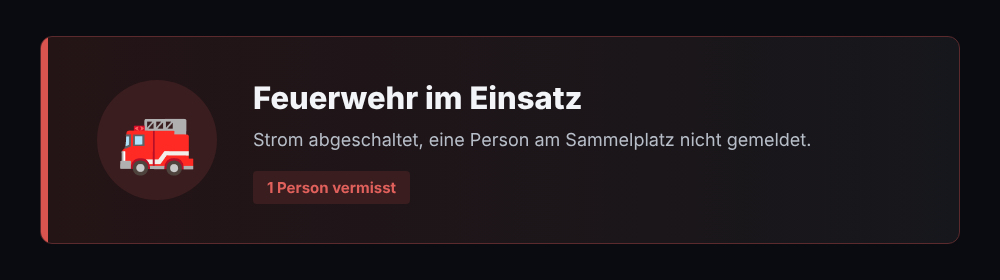 Feuerwehr im Einsatz
Strom abgeschaltet, eine Person am Sammelplatz nicht gemeldet.
1 Person vermisst